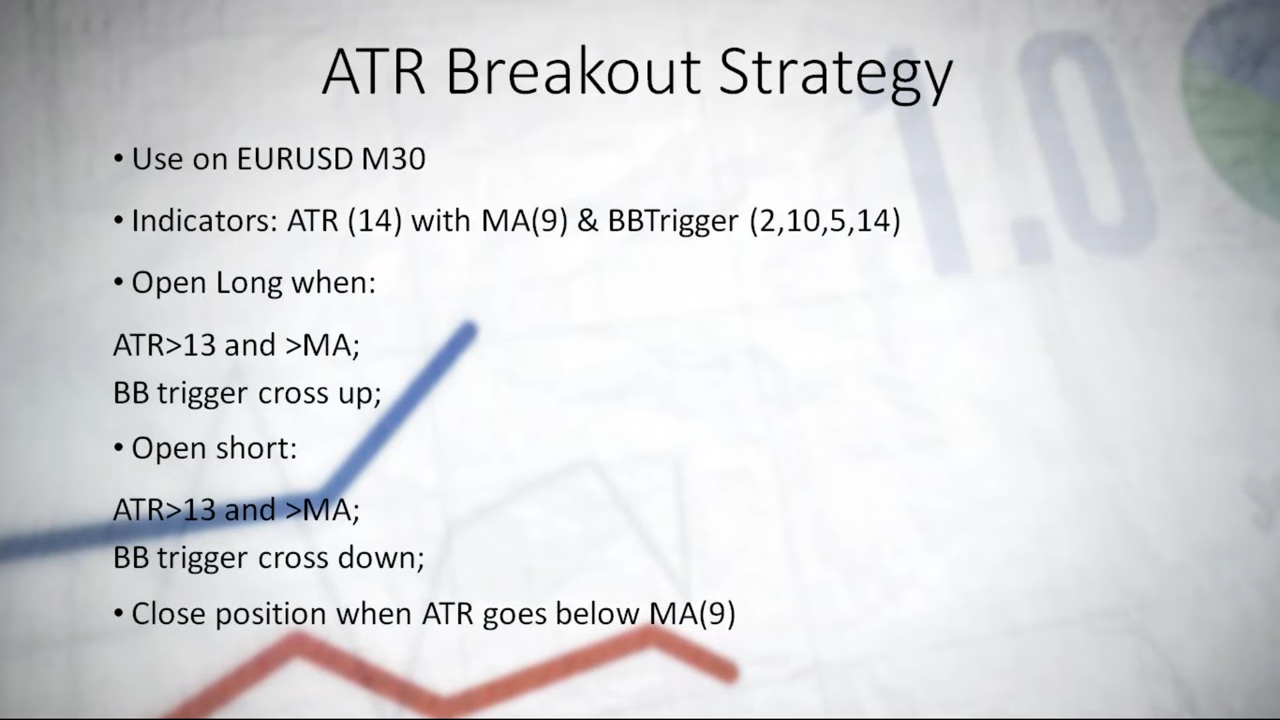 ATR Breakout Strategy
• Use on EURUSD M30
• Indicators: ATR (14) with MA(9) & BBTrigger (2,10,5,14)
• Open Long when:
ATR>13 and >MA;
BB trigger cross up;
• Open short:
ATR>13 and >MA;
BB trigger cross down;
• Close position when ATR goes below MA(9)
1.0